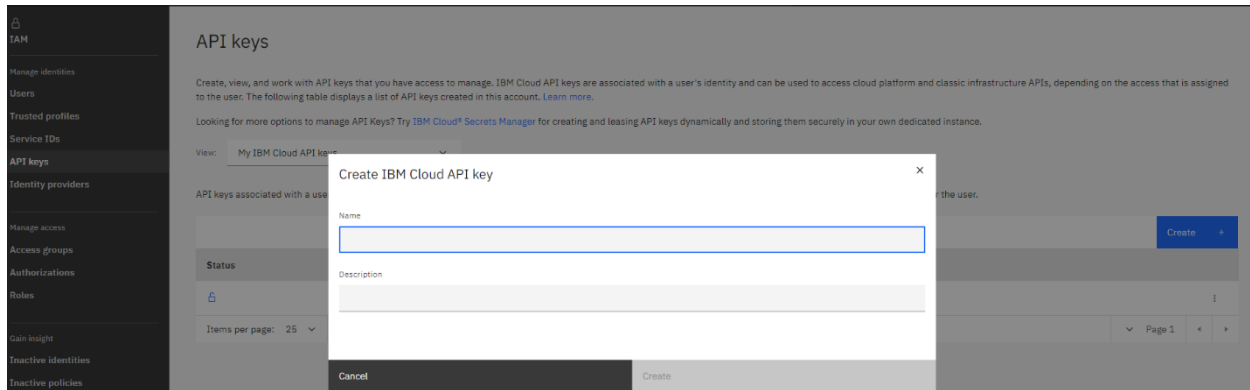 IAM
Manage identities
Users
Trusted profiles
Service IDs
API keys
Identity providers
Manage access
Access groups
Authorizations
Roles
Gain insight
Inactive identities
Inactive policies
API keys
Create, view, and work with API keys that you have access to manage. IBM Cloud API keys are associated with a user's identity and can be used to access cloud platform and classic infrastructure APIs, depending on the access that is assigned
to the user. The following table displays a list of API keys created in this account. Learn more.
Looking for more options to manage API Keys? Try IBM Cloud® Secrets Manager for creating and leasing API keys dynamically and storing them securely in your own dedicated instance.
View: My IBM Cloud API keys
API keys associated with a use
r the user.
Create +
Status
Items per page: 25
Page 1
Create IBM Cloud API key
Name
Description
Cancel
Create